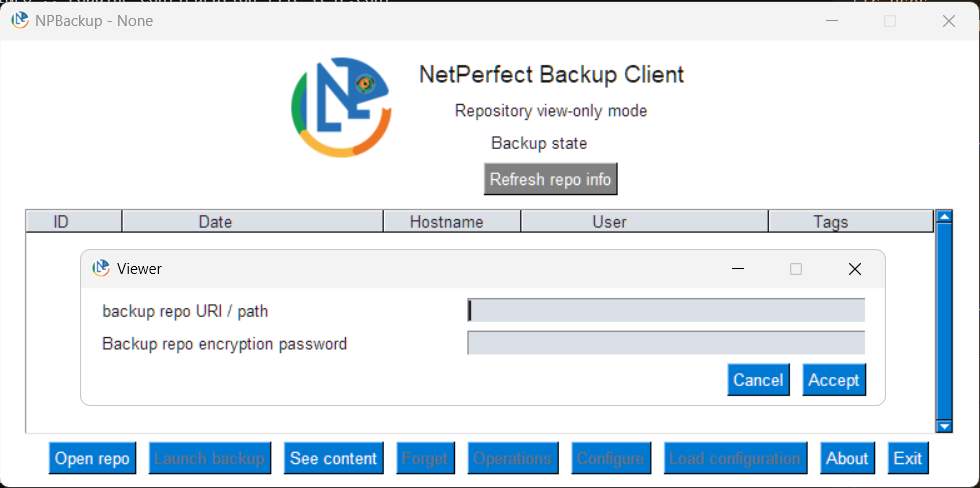 NPBackup - None
NetPerfect Backup Client
Repository view-only mode
Backup state
Refresh repo info
ID Date Hostname User Tags
Viewer
backup repo URI / path
Backup repo encryption password
Cancel Accept
Open repo Launch backup See content Forget Operations Configure Load configuration About Exit